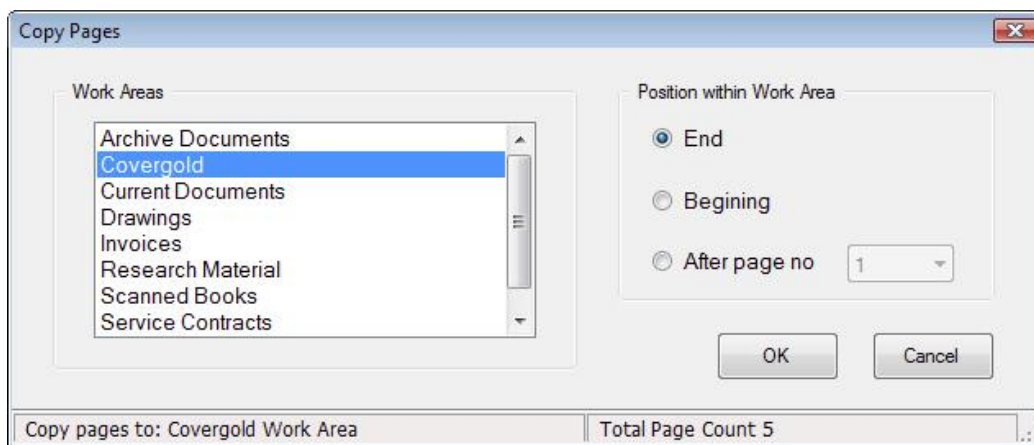 Copy Pages
Work Areas
Archive Documents
Covergold
Current Documents
Drawings
Invoices
Research Material
Scanned Books
Service Contracts
Position within Work Area
End
Begining
After page no 1
OK Cancel
Copy pages to: Covergold Work Area
Total Page Count 5